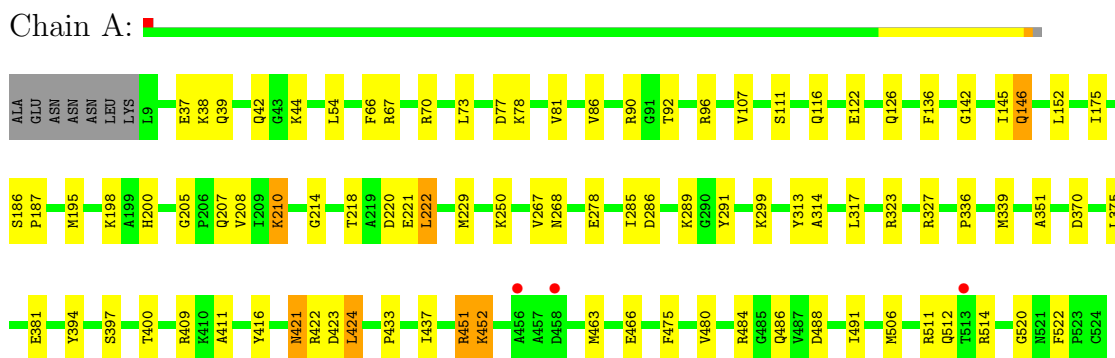 Chain A:
ALA GLU ASN ASN ASN LEU LYS L9 E37 K38 Q39 Q42 G43 K44 L54 F66 R67 R70 L73 D77 K78 V81 V86 R90 G91 T92 R96 V107 S111 Q116 E122 Q126 F136 G142 I145 Q146 L152 I175
S186 P187 M195 K198 A199 H200 G205 P206 Q207 V208 I209 K210 G214 T218 A219 D220 E221 L222 M229 K250 V267 N268 E278 I285 D286 K289 G290 Y291 K299 Y313 A314 L317 R323 R327 P336 M339 A351 D370
E381 Y394 S397 T400 R409 K410 A411 Y416 N421 R422 D423 L424 P433 I437 R451 K452 A456 A457 D458 M463 E466 F475 V480 R484 G485 Q486 V487 D488 I491 M506 R511 Q512 T513 R514 G520 N521 F522 P523 C524